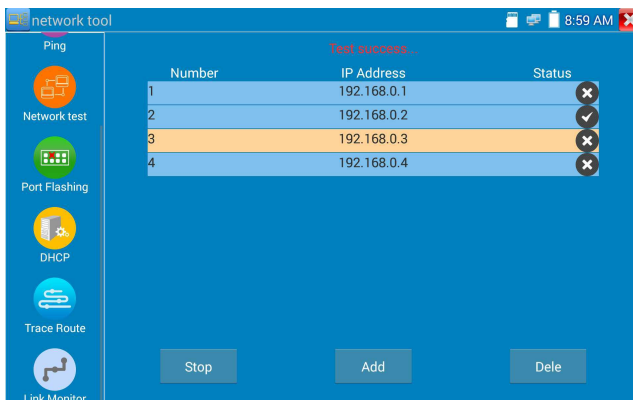 network tool
8:59 AM
Ping
Network test
Port Flashing
DHCP
Trace Route
Link Monitor
Test success...
Number IP Address Status
1 192.168.0.1
2 192.168.0.2
3 192.168.0.3
4 192.168.0.4
Stop Add Dele